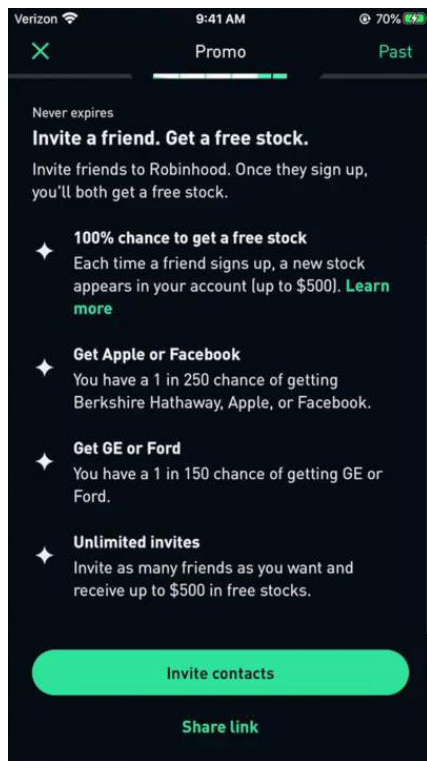 Verizon 9:41 AM 70%
Promo Past
Never expires
Invite a friend. Get a free stock.
Invite friends to Robinhood. Once they sign up,
you'll both get a free stock.
100% chance to get a free stock
Each time a friend signs up, a new stock
appears in your account (up to $500). Learn
more
Get Apple or Facebook
You have a 1 in 250 chance of getting
Berkshire Hathaway, Apple, or Facebook.
Get GE or Ford
You have a 1 in 150 chance of getting GE or
Ford.
Unlimited invites
Invite as many friends as you want and
receive up to $500 in free stocks.
Invite contacts
Share link